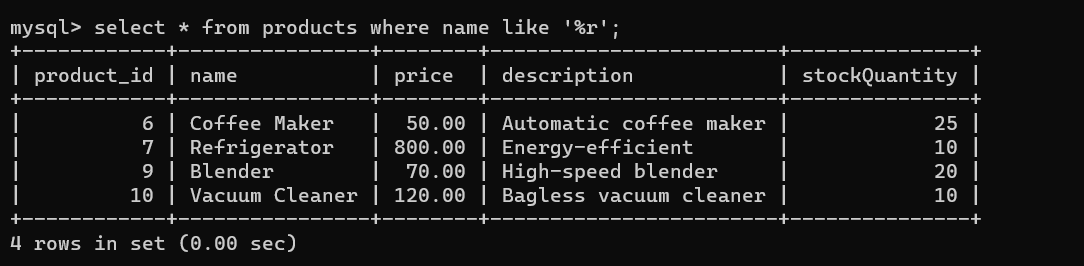 mysql> select * from products where name like '%r';
+------------+----------------+--------+------------------------+---------------+
| product_id | name           | price  | description            | stockQuantity |
+------------+----------------+--------+------------------------+---------------+
|          6 | Coffee Maker   |  50.00 | Automatic coffee maker |            25 |
|          7 | Refrigerator   | 800.00 | Energy-efficient       |            10 |
|          9 | Blender        |  70.00 | High-speed blender     |            20 |
|         10 | Vacuum Cleaner | 120.00 | Bagless vacuum cleaner |            10 |
+------------+----------------+--------+------------------------+---------------+
4 rows in set (0.00 sec)